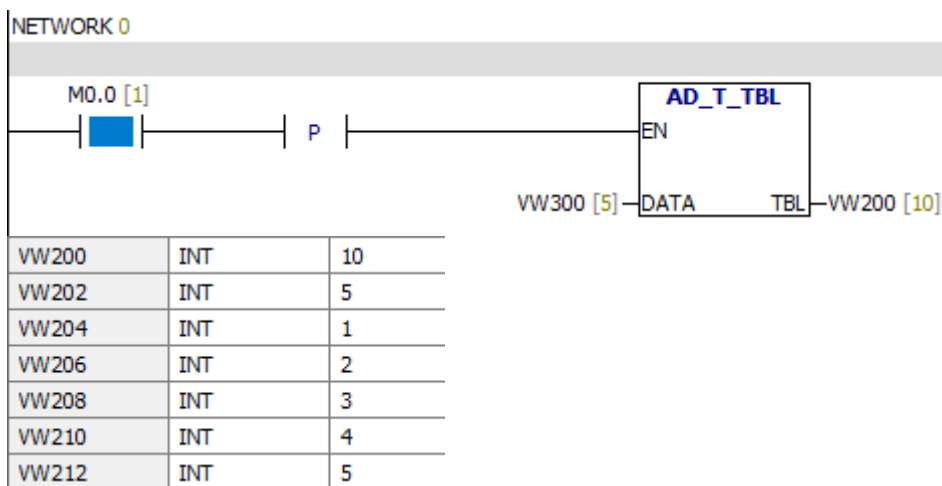 NETWORK 0
M0.0 [1]
P
AD_T_TBL
EN
VW300 [5] DATA TBL VW200 [10]
VW200 INT 10
VW202 INT 5
VW204 INT 1
VW206 INT 2
VW208 INT 3
VW210 INT 4
VW212 INT 5